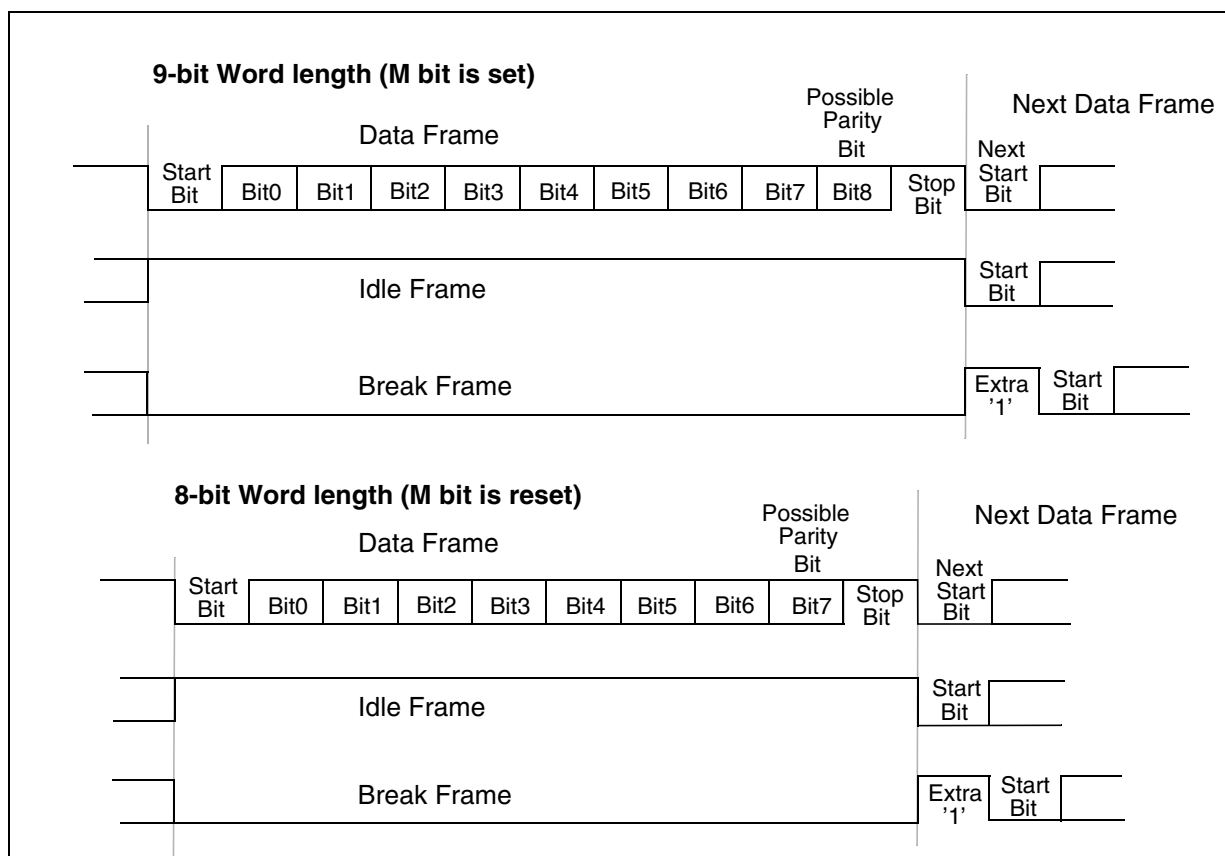 9-bit Word length (M bit is set)
Possible
Parity
Bit
Next Data Frame
Data Frame
Start
Bit
Bit0
Bit1
Bit2
Bit3
Bit4
Bit5
Bit6
Bit7
Bit8
Stop
Bit
Next
Start
Bit
Idle Frame
Start
Bit
Break Frame
Extra
'1'
Start
Bit
8-bit Word length (M bit is reset)
Possible
Parity
Bit
Next Data Frame
Data Frame
Start
Bit
Bit0
Bit1
Bit2
Bit3
Bit4
Bit5
Bit6
Bit7
Stop
Bit
Next
Start
Bit
Idle Frame
Start
Bit
Break Frame
Extra
'1'
Start
Bit